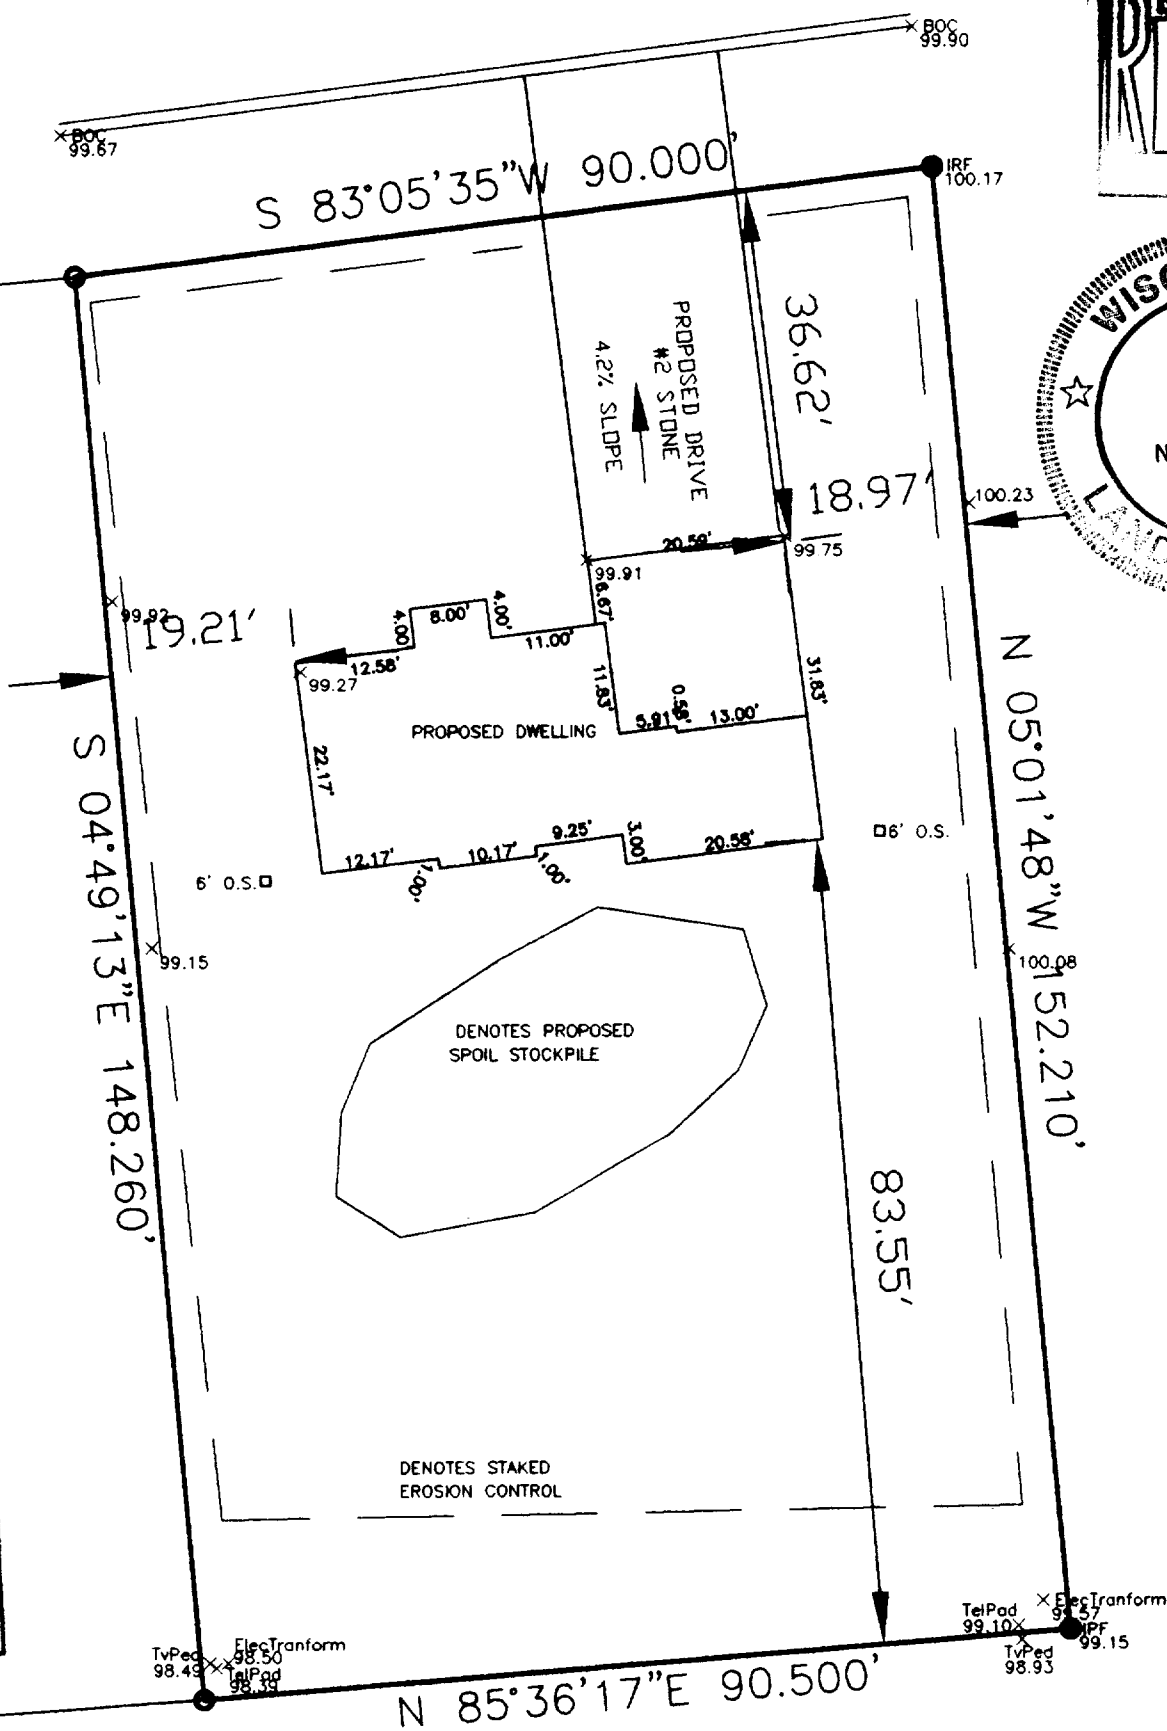 BOC
99.90
BOC
99.67
S 83°05'35"W 90.000'
IRF
100.17
WISC
LAND
N
36.62'
PROPOSED DRIVE
#2 STONE
4.2% SLOPE
18.97'
100.23
20.59'
99.75
99.91
6.67'
99.92
19.21'
4.00
8.00'
4.00'
11.00'
12.58'
99.27
11.83'
0.58'
5.91'
13.00'
31.83'
PROPOSED DWELLING
22.17'
N 05°01'48"W 152.210'
S 04°49'13"E 148.260'
9.25'
3.00'
20.58'
12.17'
10.17'
1.00'
1.00'
6' O.S.
6' O.S.
99.15
100.08
DENOTES PROPOSED
SPOIL STOCKPILE
83.55'
DENOTES STAKED
EROSION CONTROL
ElecTranform
99.57
TelPad
99.10
IPF
99.15
TvPed
98.93
ElecTranform
98.50
TvPed
98.49
TelPad
98.39
N 85°36'17"E 90.500'